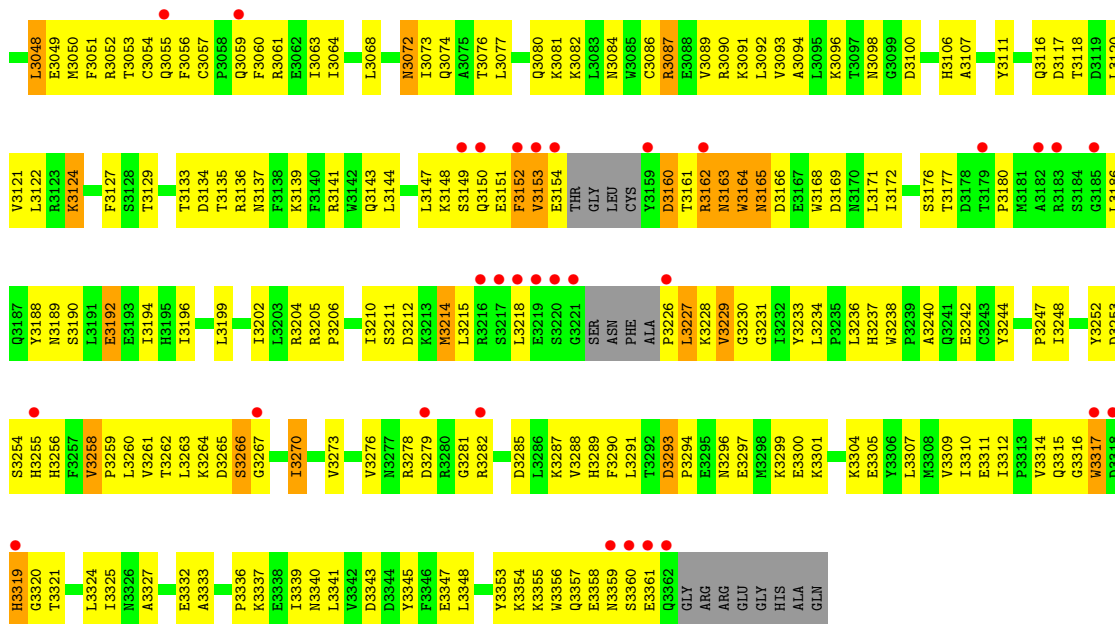 L3048 E3049 M3050 F3051 R3052 T3053 C3054 Q3055 F3056 C3057 P3058 Q3059 F3060 R3061 E3062 I3063 I3064 L3068 N3072 I3073 Q3074 A3075 T3076 L3077 Q3080 K3081 K3082 L3083 N3084 W3085 C3086 R3087 E3088 V3089 R3090 K3091 L3092 V3093 A3094 L3095 K3096 T3097 N3098 G3099 D3100 H3106 A3107 Y3111 Q3116 D3117 T3118 D3119 L3120
V3121 L3122 R3123 K3124 F3127 S3128 T3129 T3133 D3134 T3135 R3136 N3137 F3138 K3139 F3140 R3141 W3142 Q3143 L3144 L3147 K3148 S3149 Q3150 E3151 F3152 V3153 E3154 THR GLY LEU CYS Y3159 D3160 T3161 R3162 N3163 W3164 N3165 D3166 E3167 W3168 D3169 N3170 L3171 I3172 S3176 T3177 D3178 T3179 P3180 M3181 A3182 R3183 S3184 G3185 L3186
Q3187 Y3188 N3189 S3190 L3191 E3192 E3193 I3194 H3195 I3196 L3199 I3202 L3203 R3204 R3205 P3206 I3210 S3211 D3212 K3213 M3214 L3215 R3216 S3217 L3218 E3219 S3220 G3221 SER ASN PHE ALA P3226 L3227 K3228 V3229 G3230 G3231 I3232 Y3233 L3234 P3235 L3236 H3237 W3238 P3239 A3240 Q3241 E3242 C3243 Y3244 P3247 I3248 Y3252 D3253
S3254 H3255 H3256 F3257 V3258 P3259 L3260 V3261 T3262 L3263 K3264 D3265 S3266 G3267 I3270 V3273 V3276 N3277 R3278 D3279 R3280 G3281 R3282 D3285 L3286 K3287 V3288 H3289 F3290 L3291 T3292 D3293 P3294 E3295 N3296 E3297 M3298 K3299 E3300 K3301 K3304 E3305 Y3306 L3307 M3308 V3309 I3310 E3311 I3312 P3313 V3314 Q3315 G3316 W3317 D3318
H3319 G3320 T3321 L3324 I3325 N3326 A3327 E3332 A3333 P3336 K3337 E3338 I3339 N3340 L3341 V3342 D3343 D3344 Y3345 F3346 E3347 L3348 Y3353 K3354 K3355 W3356 Q3357 E3358 N3359 S3360 E3361 Q3362 GLY ARG ARG GLU GLY HIS ALA GLN